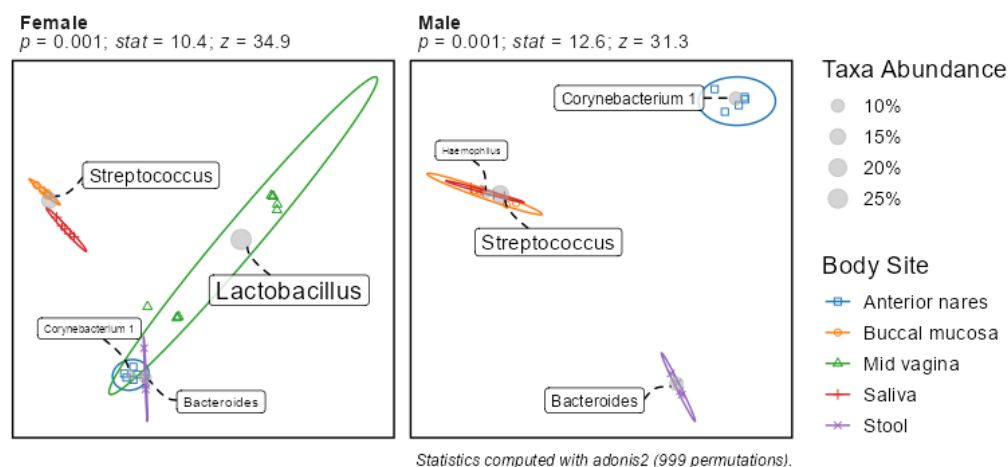 Female
p = 0.001; stat = 10.4; z = 34.9
Streptococcus
Lactobacillus
Corynebacterium 1
Bacteroides
Male
p = 0.001; stat = 12.6; z = 31.3
Corynebacterium 1
Haemophilus
Streptococcus
Bacteroides
Statistics computed with adonis2 (999 permutations).
Taxa Abundance
10%
15%
20%
25%
Body Site
Anterior nares
Buccal mucosa
Mid vagina
Saliva
Stool